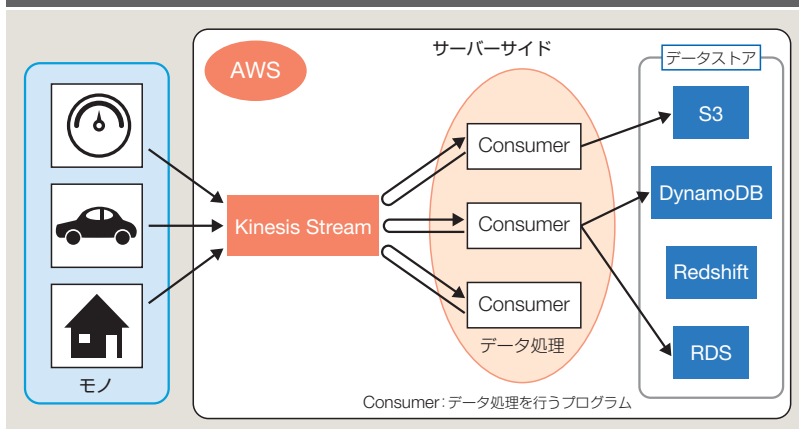 サーバーサイド
AWS
データストア
S3
Consumer
DynamoDB
Kinesis Stream
Consumer
Redshift
Consumer
データ処理
RDS
モノ
Consumer：データ処理を行うプログラム